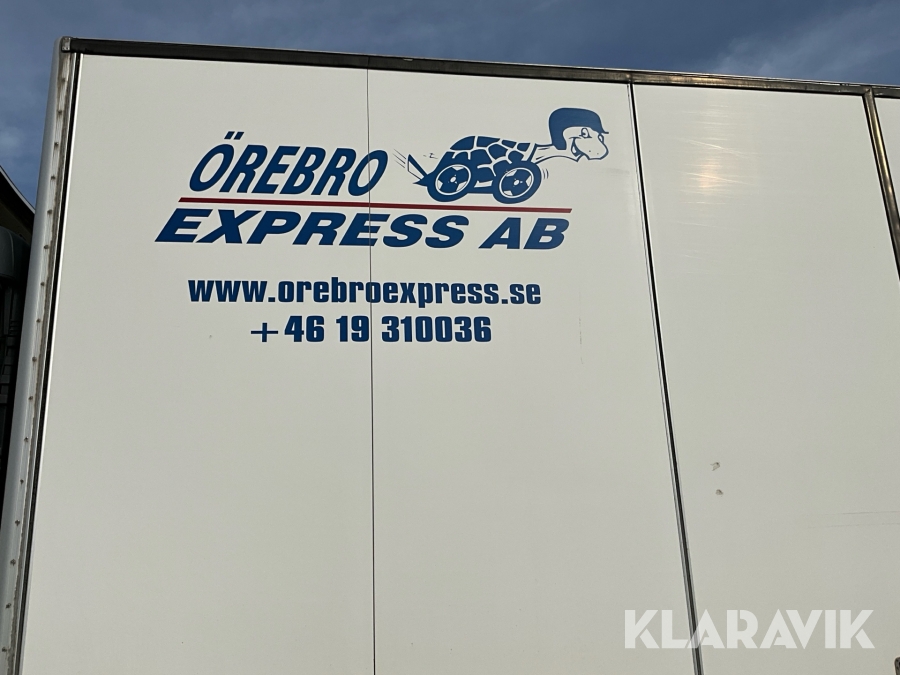 ÖREBRO
EXPRESS AB
www.orebroexpress.se
+46 19 310036
KLARAVIK